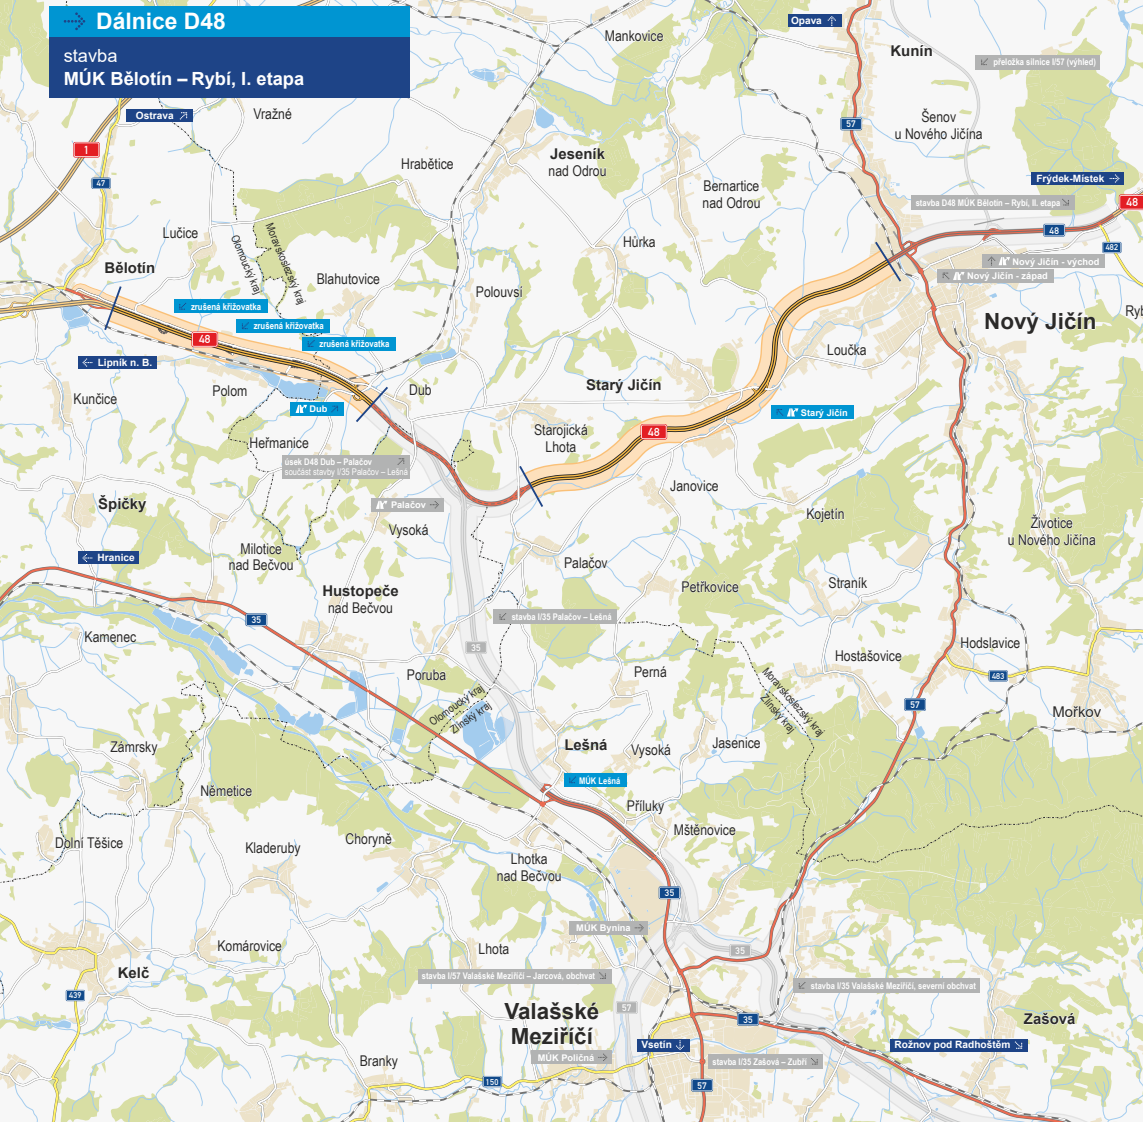 Dálnice D48
stavba
MÚK Bělotín – Rybí, I. etapa
Opava
Mankovice
Kunín
přeložka silnice I/57 (výhled)
Ostrava
Vražné
57
Šenov
u Nového Jičína
1
Hrabětice
Jeseník
nad Odrou
47
Bernartice
nad Odrou
Frýdek-Místek
stavba D48 MÚK Bělotín – Rybí, II. etapa
48
48
482
Lučice
Olomoucký kraj
Moravskoslezský kraj
Hůrka
Nový Jičín - východ
Nový Jičín - západ
Bělotín
Blahutovice
Polouvsí
zrušená křižovatka
zrušená křižovatka
zrušená křižovatka
48
Nový Jičín
Ryb
Lipník n. B.
Loučka
Polom
Dub
Starý Jičín
Kunčice
Dub
Starý Jičín
Starojická
Lhota
48
Heřmanice
úsek D48 Dub – Palačov
součást stavby I/35 Palačov – Lešná
Janovice
Špičky
Palačov
Kojetín
Vysoká
Životice
u Nového Jičína
Milotice
nad Bečvou
Hranice
Palačov
Hustopeče
nad Bečvou
Petřkovice
Straník
35
stavba I/35 Palačov – Lešná
Kamenec
35
Hodslavice
Hostašovice
Poruba
Perná
483
Olomoucký kraj
Zlínský kraj
Moravskoslezský kraj
Zlínský kraj
57
Mořkov
Zámrsky
Lešná
Vysoká
Jasenice
MÚK Lešná
Němetice
Příluky
Mštěnovice
Choryně
Dolní Těšice
Kladeruby
Lhotka
nad Bečvou
35
MÚK Bynina
Komárovice
Lhota
35
Kelč
stavba I/57 Valašské Meziříčí – Jarcová, obchvat
stavba I/35 Valašské Meziříčí, severní obchvat
439
Valašské
Meziříčí
57
35
Zašová
Vsetín
Rožnov pod Radhoštěm
MÚK Poličná
stavba I/35 Zašová – Zubří
Branky
150
57